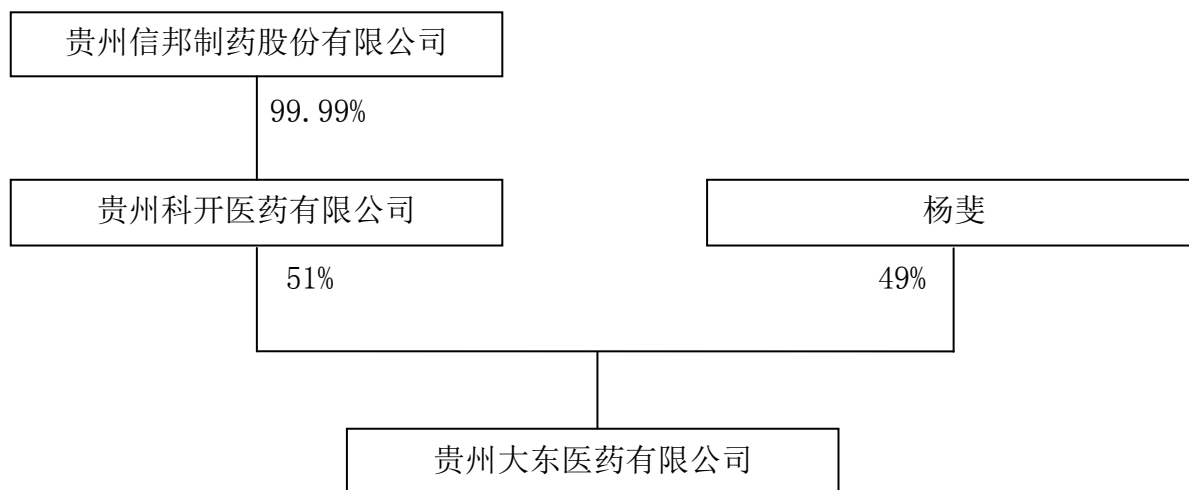 贵州信邦制药股份有限公司
99.99%
贵州科开医药有限公司
杨斐
51%
49%
贵州大东医药有限公司